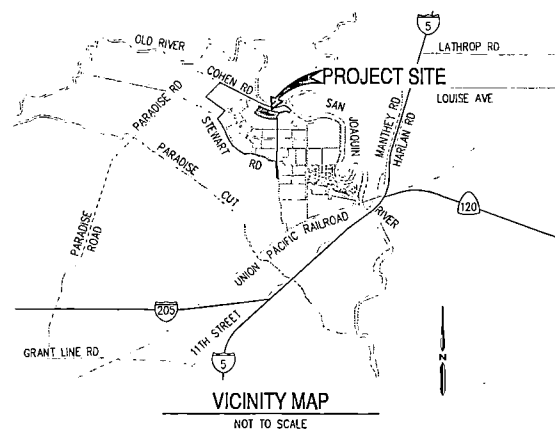 5
OLD RIVER
LATHROP RD
COHEN RD
PROJECT SITE
LOUISE AVE
PARADISE RD
SAN
JOAQUIN
RIVER
MANTHEY RD
HARLAN RD
STEWART
RD
PARADISE
CUT
120
UNION PACIFIC RAILROAD
PARADISE
ROAD
205
11TH STREET
GRANT LINE RD
5
N
VICINITY MAP
NOT TO SCALE